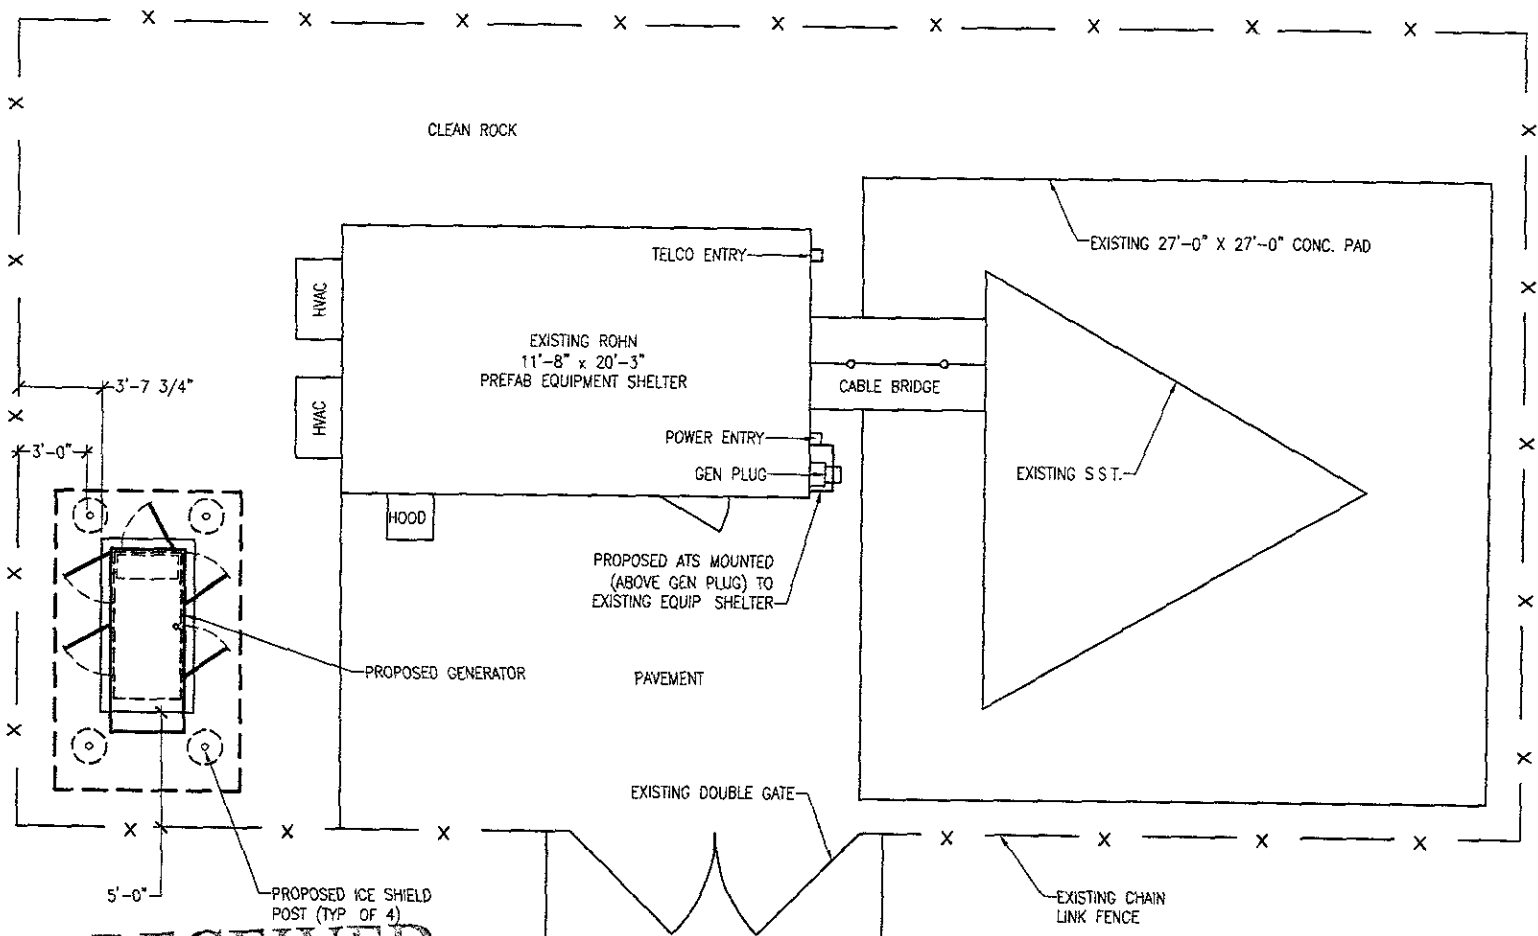 CLEAN ROCK
TELCO ENTRY
EXISTING 27'-0" X 27'-0" CONC. PAD
HVAC
EXISTING ROHN
11'-8" x 20'-3"
PREFAB EQUIPMENT SHELTER
HVAC
CABLE BRIDGE
3'-7 3/4"
3'-0"
POWER ENTRY
GEN PLUG
EXISTING S S T.
HOOD
PROPOSED ATS MOUNTED
(ABOVE GEN PLUG) TO
EXISTING EQUIP SHELTER
PROPOSED GENERATOR
PAVEMENT
EXISTING DOUBLE GATE
5'-0"
PROPOSED ICE SHIELD
POST (TYP OF 4)
EXISTING CHAIN
LINK FENCE
RECEIVED